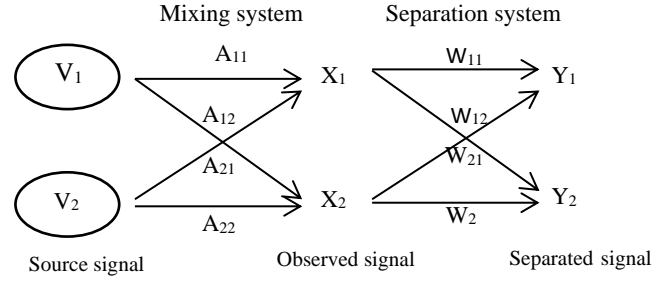 Mixing system Separation system
A11 W11
V1 X1 Y1
A12 W12
A21 W21
V2 X2 Y2
A22 W2
Source signal Observed signal Separated signal